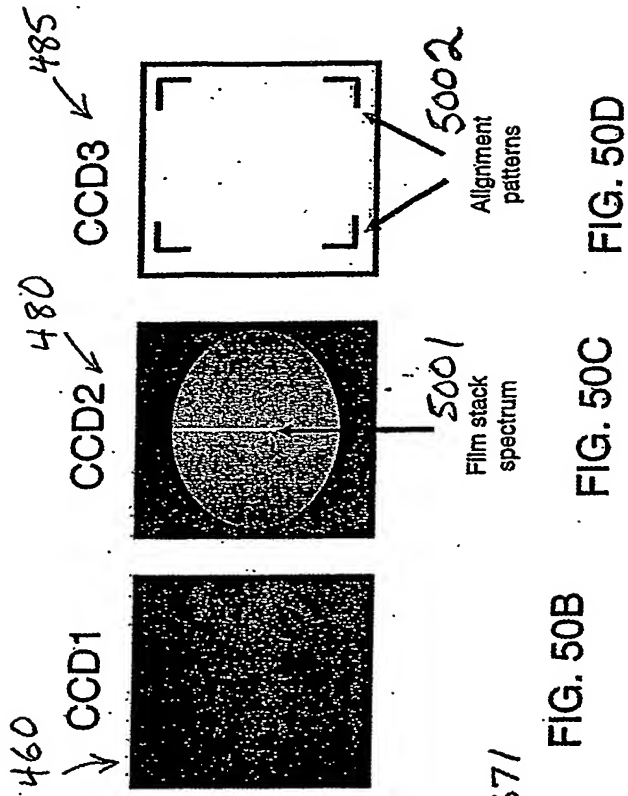 460
CCD1
480
CCD2
485
CCD3
5001
Film stack
spectrum
5002
Alignment
patterns
FIG. 50B
FIG. 50C
FIG. 50D